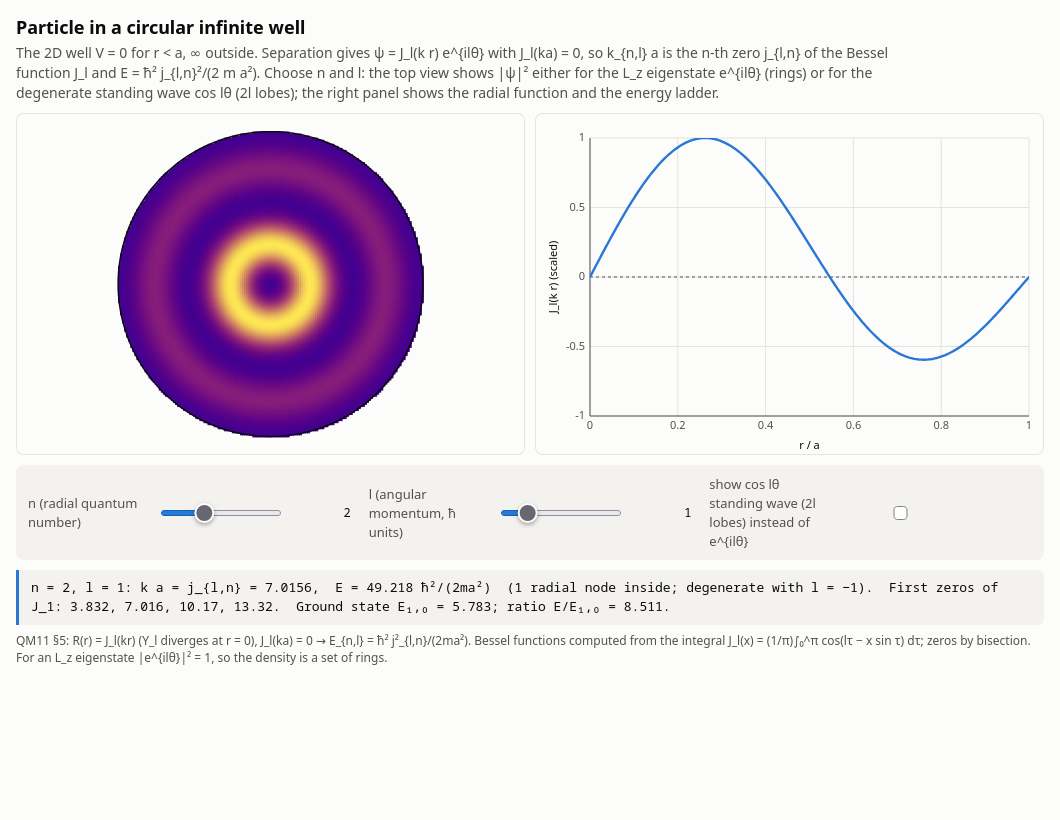 Particle in a circular infinite well
The 2D well V = 0 for r < a, ∞ outside. Separation gives ψ = J_l(k r) e^{ilθ} with J_l(ka) = 0, so k_{n,l} a is the n-th zero j_{l,n} of the Bessel
function J_l and E = ħ² j_{l,n}²/(2 m a²). Choose n and l: the top view shows |ψ|² either for the L_z eigenstate e^{ilθ} (rings) or for the
degenerate standing wave cos lθ (2l lobes); the right panel shows the radial function and the energy ladder.
1
0.5
0
-0.5
-1
J_l(k r) (scaled)
0 0.2 0.4 0.6 0.8 1
r / a
n (radial quantum
number)
2
l (angular
momentum, ħ
units)
1
show cos lθ
standing wave (2l
lobes) instead of
e^{ilθ}
n = 2, l = 1: k a = j_{l,n} = 7.0156,  E = 49.218 ħ²/(2ma²)  (1 radial node inside; degenerate with l = −1).  First zeros of
J_1: 3.832, 7.016, 10.17, 13.32.  Ground state E₁,₀ = 5.783; ratio E/E₁,₀ = 8.511.
QM11 §5: R(r) = J_l(kr) (Y_l diverges at r = 0), J_l(ka) = 0 → E_{n,l} = ħ² j²_{l,n}/(2ma²). Bessel functions computed from the integral J_l(x) = (1/π)∫₀^π cos(lτ − x sin τ) dτ; zeros by bisection.
For an L_z eigenstate |e^{ilθ}|² = 1, so the density is a set of rings.